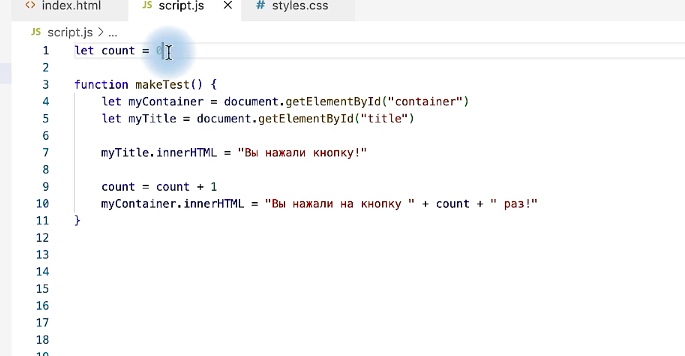 <> index.html JS script.js × # styles.css
JS script.js > ...
1 let count = 0
2
3 function makeTest() {
4 let myContainer = document.getElementById("container")
5 let myTitle = document.getElementById("title")
6
7 myTitle.innerHTML = "Вы нажали кнопку!"
8
9 count = count + 1
10 myContainer.innerHTML = "Вы нажали на кнопку " + count + " раз!"
11 }
12
13
14
15
16
17
18